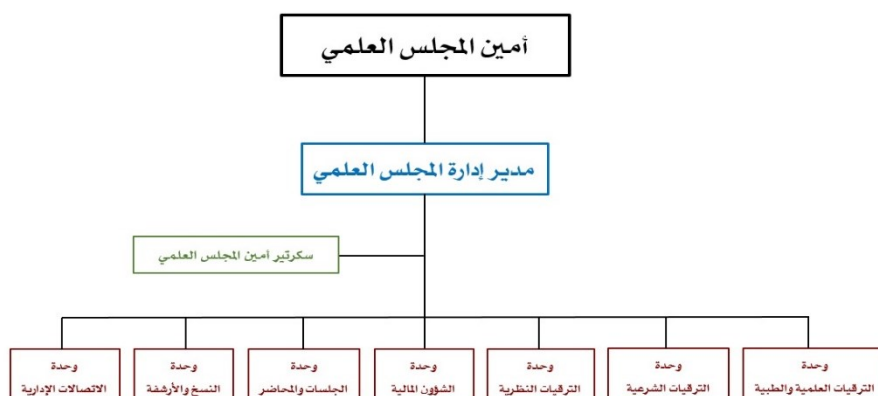 أمين المجلس العلمي
مدير إدارة المجلس العلمي
سكرتير أمين المجلس العلمي
وحدة
الترقيات العلمية والطبية
وحدة
الترقيات الشرعية
وحدة
الترقيات النظرية
وحدة
الشؤون المالية
وحدة
الجلسات والمحاضر
وحدة
النسخ والأرشفة
وحدة
الاتصالات الإدارية